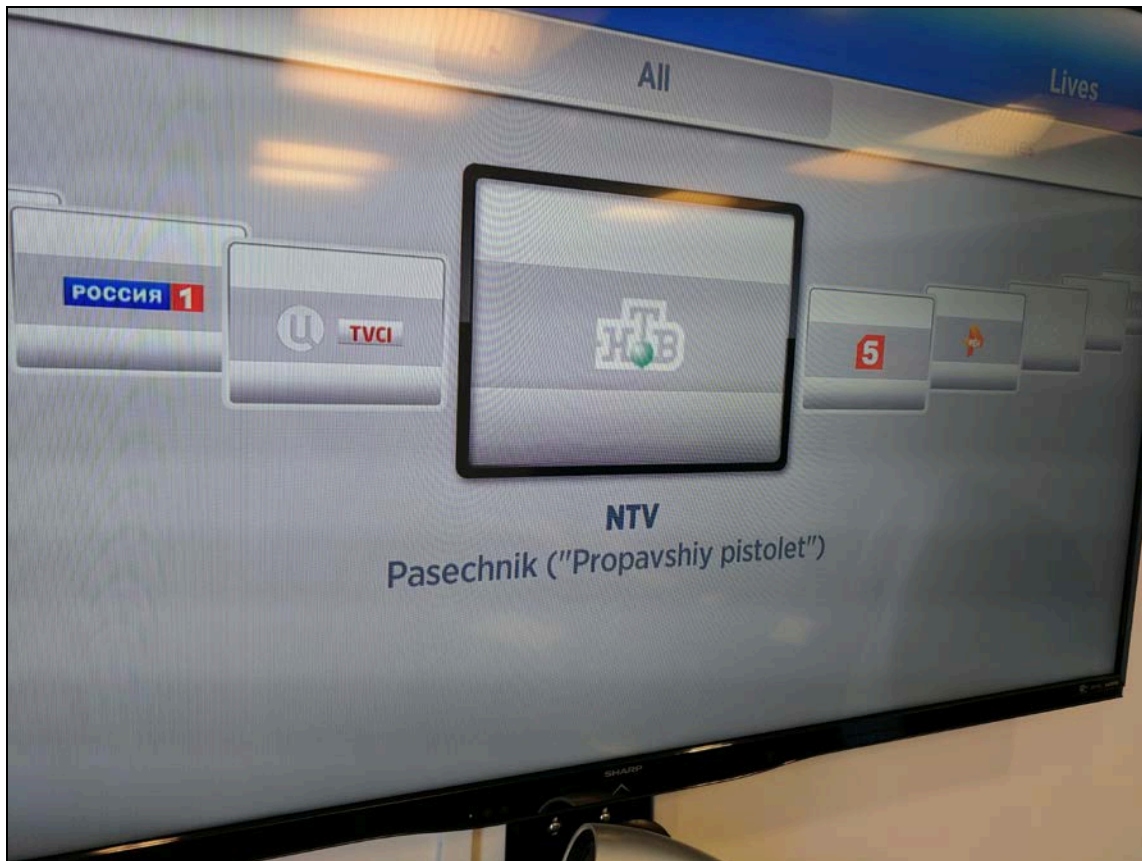 All
Lives
РОССИЯ 1
Ц TVCI
НТВ
5
NTV
Pasechnik ("Propavshiy pistolet")
SHARP